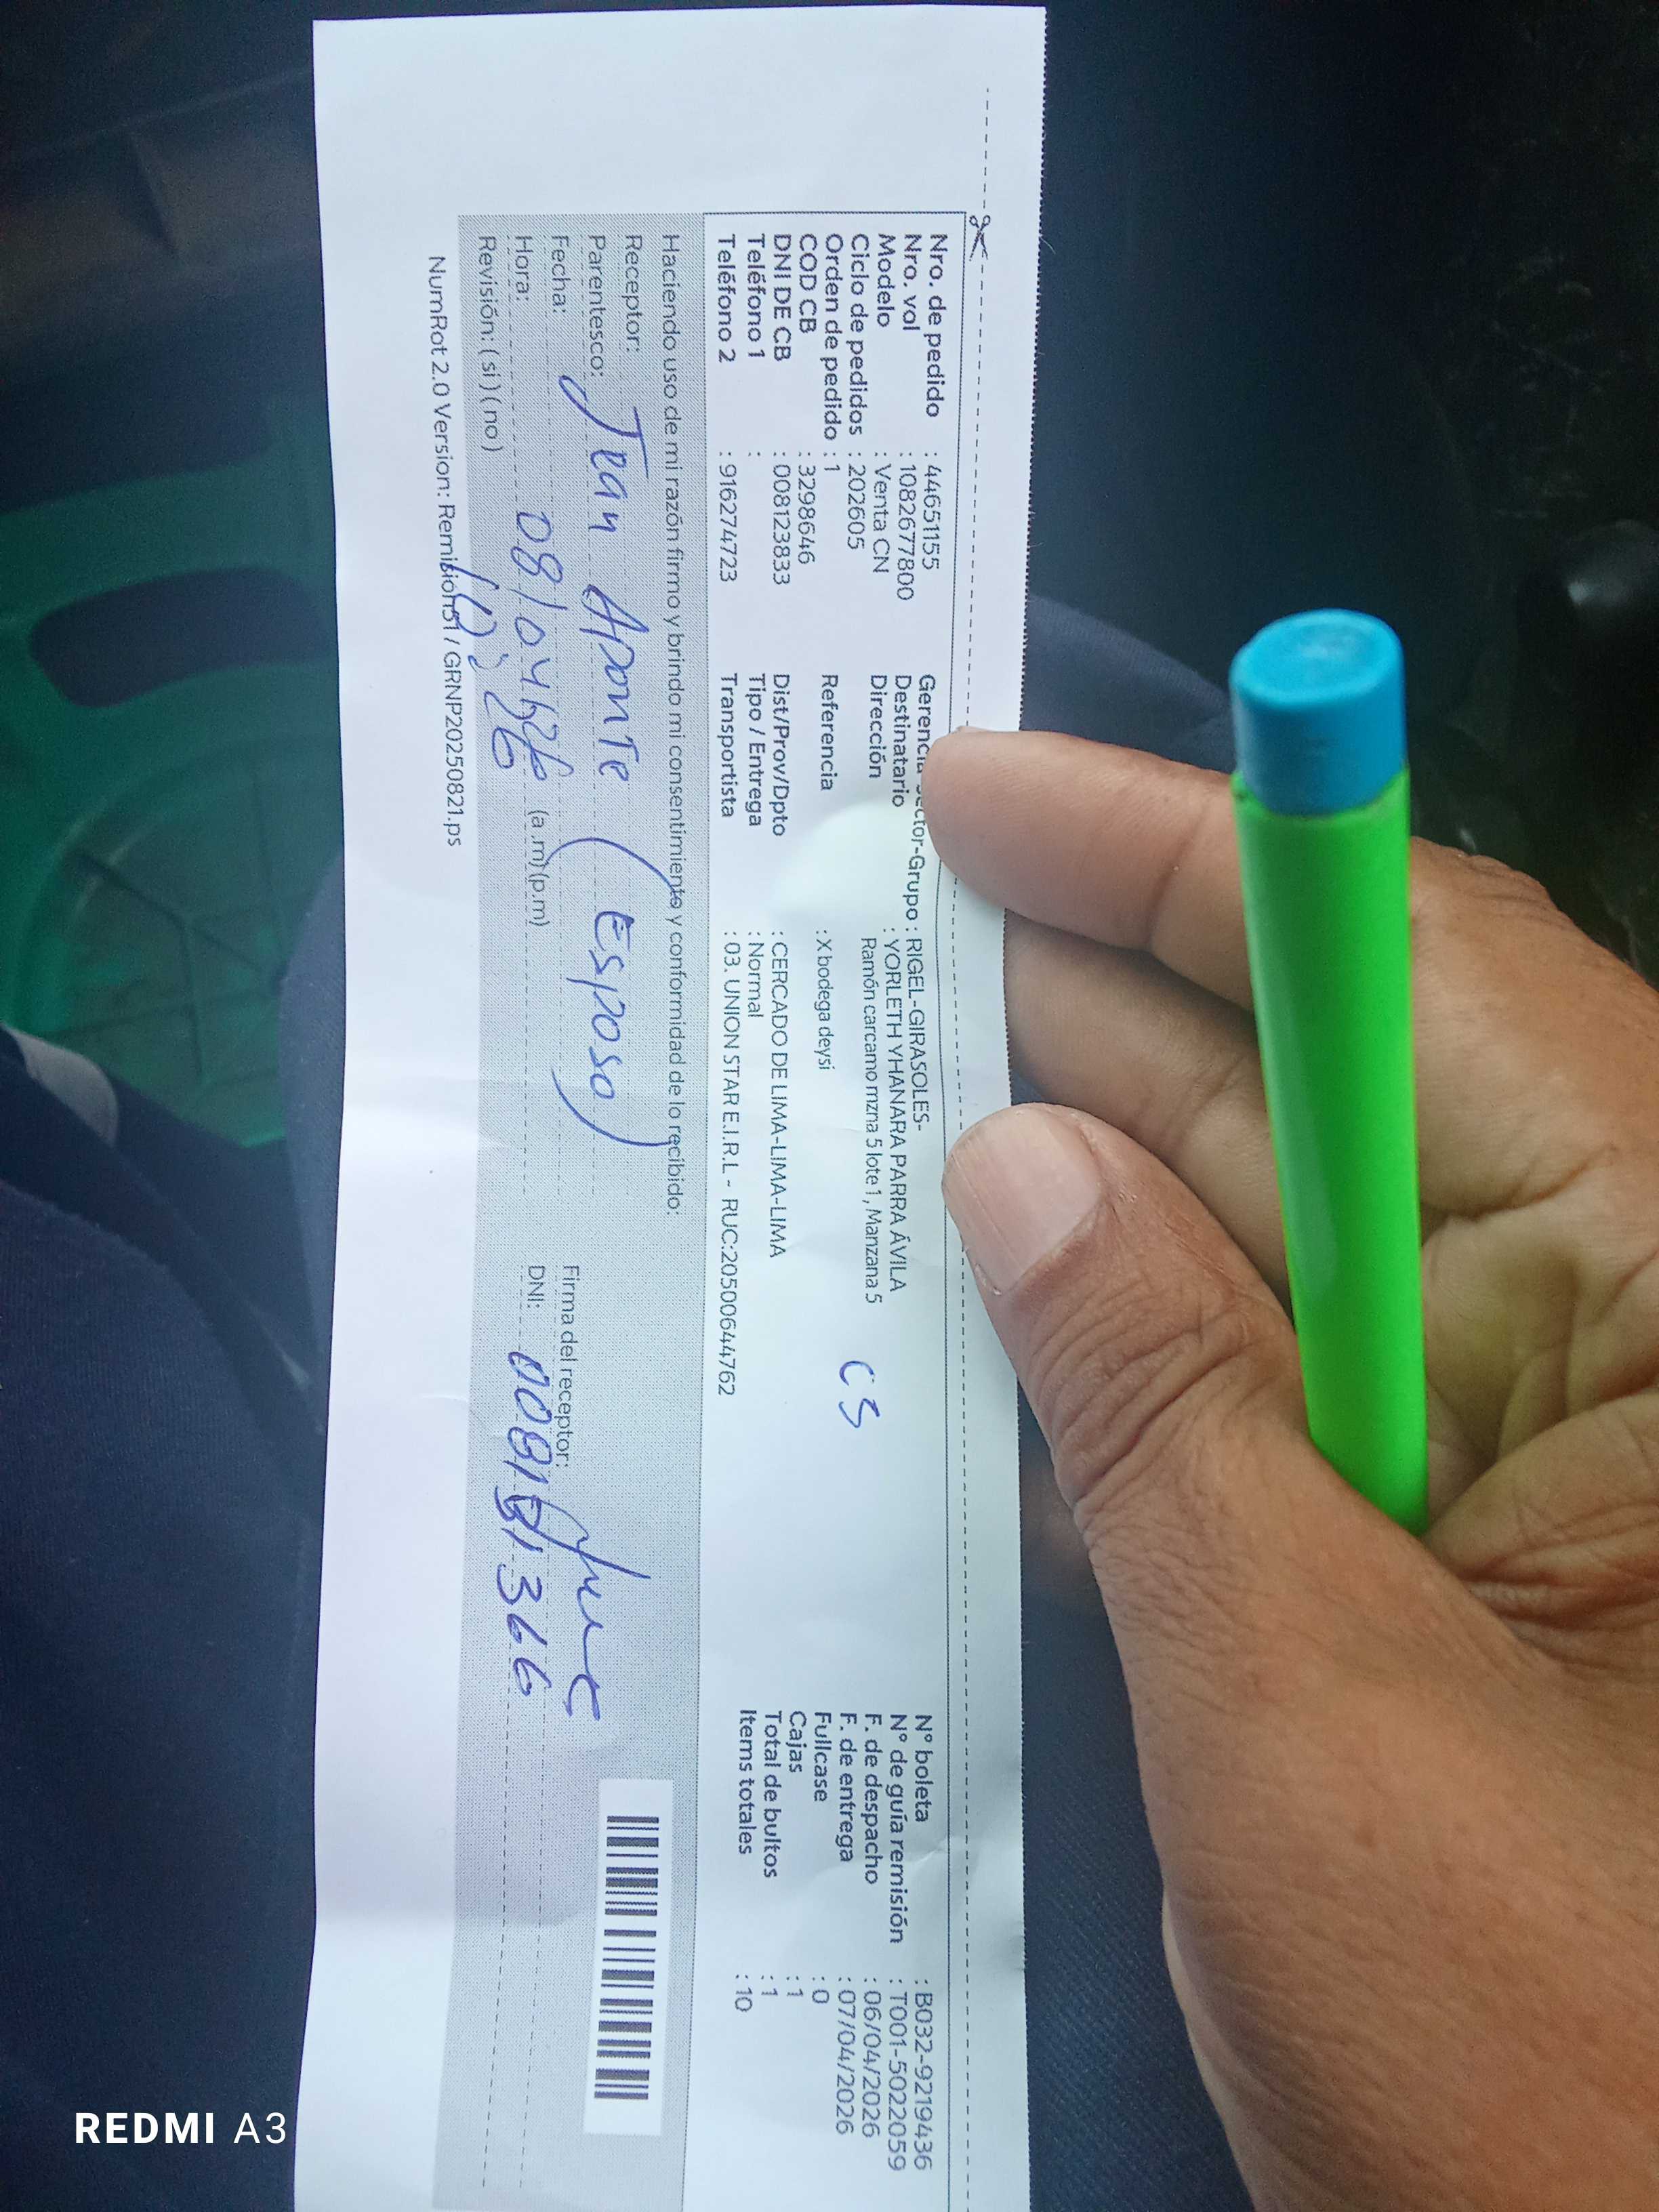 Nro. de pedido : 44651155
Nro. vol : 1082677800
Modelo : Venta CN
Ciclo de pedidos : 202605
Orden de pedido : 1
COD CB : 3298646
DNI DE CB : 008123833
Teléfono 1 :
Teléfono 2 : 916274723
Gerencia ector-Grupo : RIGEL-GIRASOLES-
Destinatario : YORLETH YHANARA PARRA ÁVILA
Dirección Ramón carcamo mzna 5 lote 1, Manzana 5
Referencia : X bodega deysi
Dist/Prov/Dpto : CERCADO DE LIMA-LIMA-LIMA
Tipo / Entrega : Normal
Transportista : 03. UNION STAR E.I.R.L - RUC:20500644762
C3
N° boleta : B032-9219436
N° de guía remisión : T001-5022059
F. de despacho : 06/04/2026
F. de entrega : 07/04/2026
Fullcase : 0
Cajas : 1
Total de bultos : 1
Items totales : 10
Haciendo uso de mi razón firmo y brindo mi consentimiento y conformidad de lo recibido:
Receptor: Jean Aponte (Esposo)
Parentesco:
Fecha: 08/04/26
Hora: (a.m)(p.m)
Revisión: (si) (no)
Firma del receptor:
DNI:
NumRot 2.0 Version: Remision51 / GRNP20250821.ps
REDMI A3